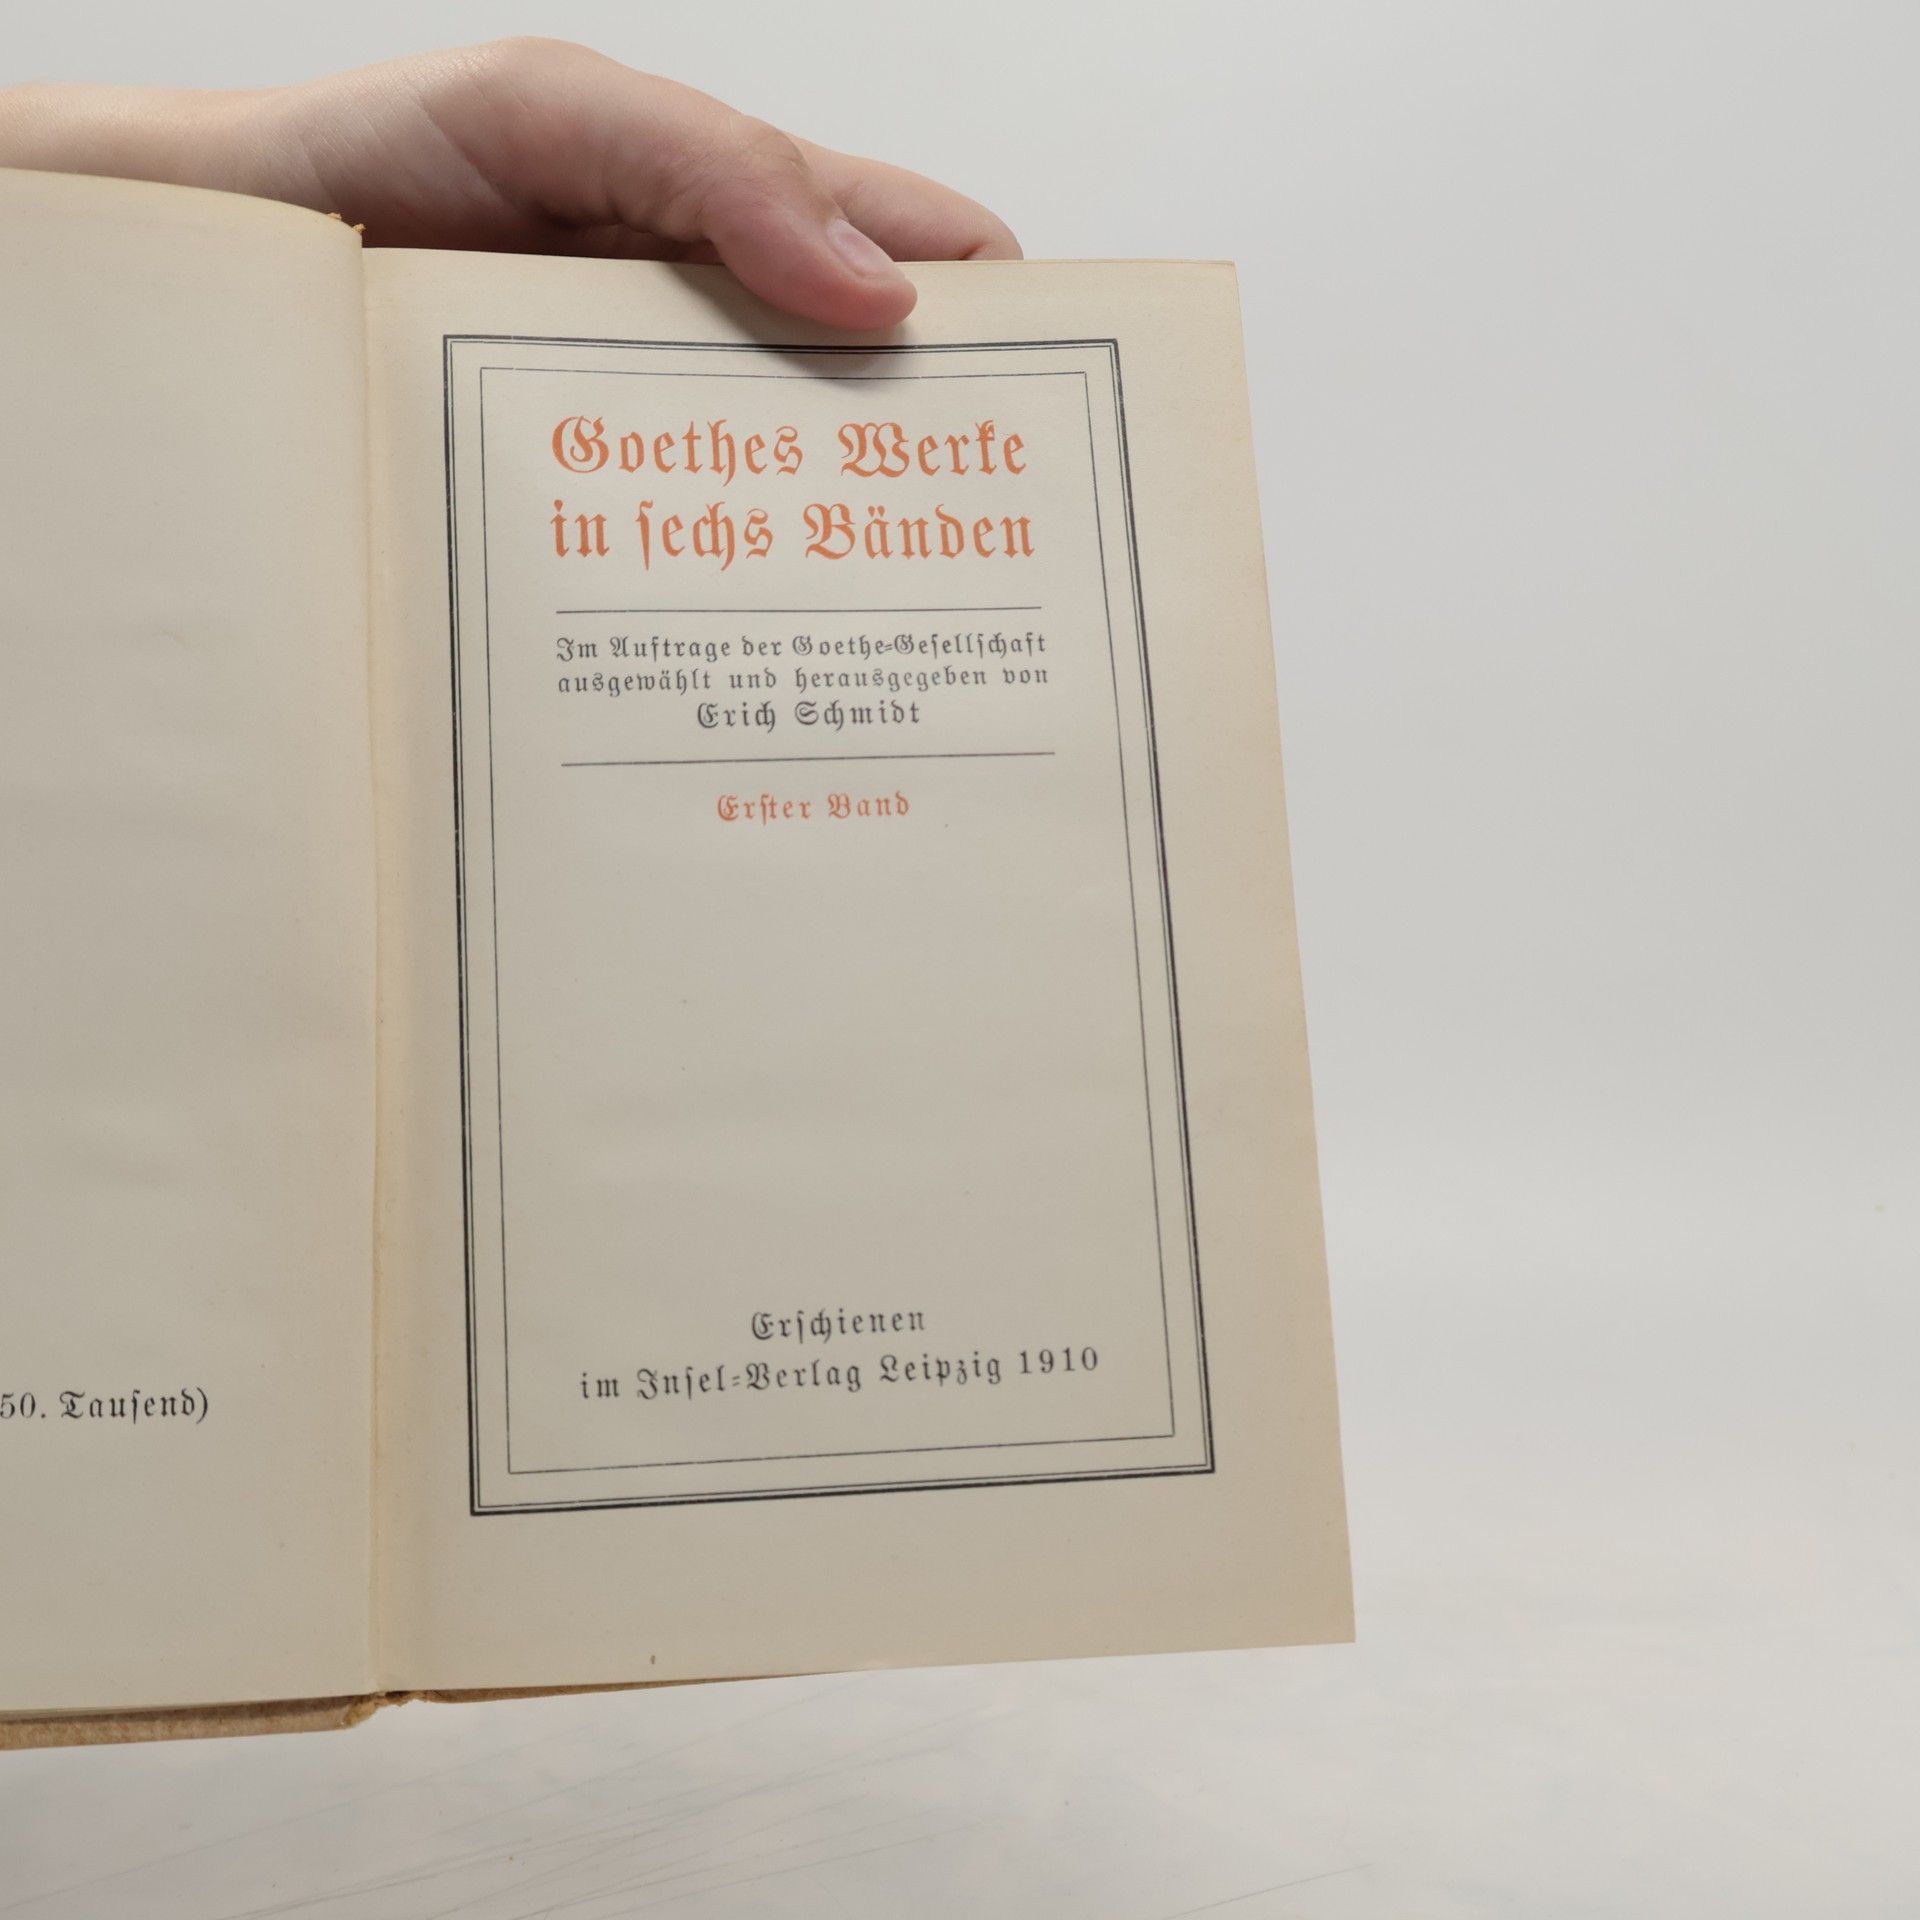 50. Tauſend)
Goethes Werke
in ſechs Bänden
Im Auftrage der Goethe-Geſellſchaft
ausgewählt und herausgegeben von
Erich Schmidt
Erſter Band
Erſchienen
im Inſel-Verlag Leipzig 1910